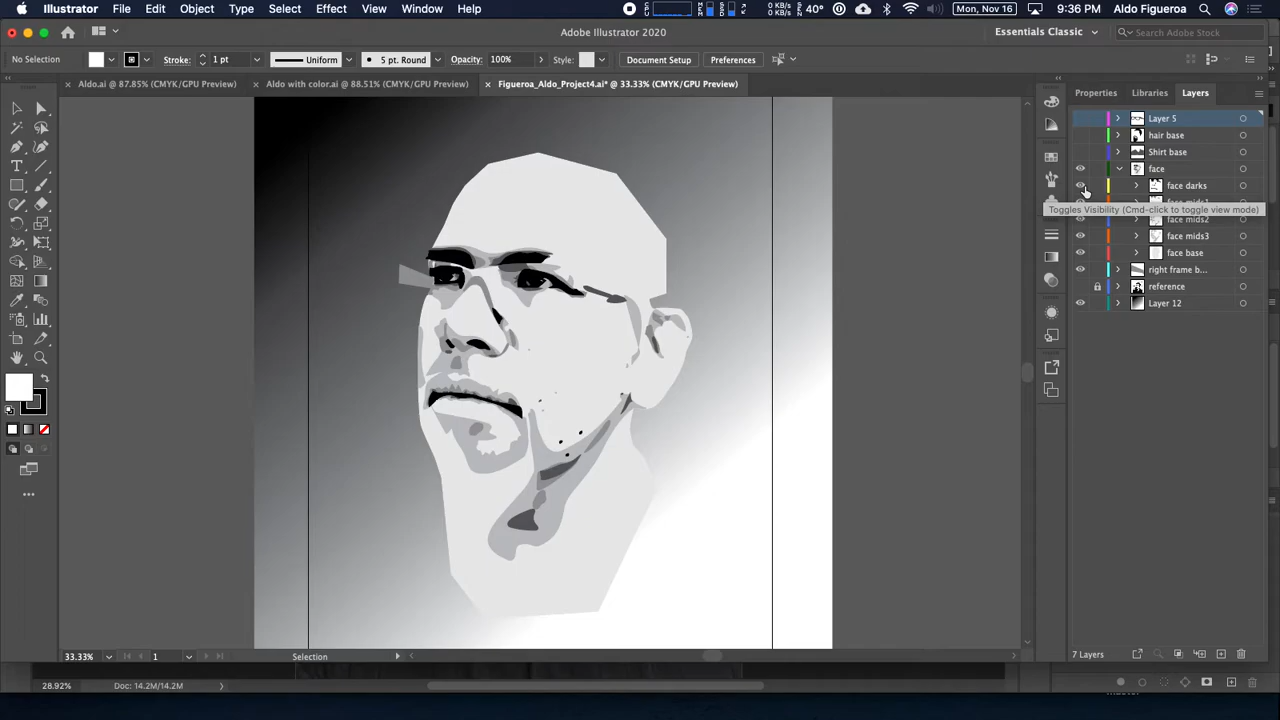 Illustrator File Edit Object Type Select Effect View Window Help 0 KB/s 0 KB/s 40° Mon, Nov 16 9:36 PM Aldo Figueroa
Adobe Illustrator 2020 Essentials Classic Search Adobe Stock
No Selection Stroke: 1 pt Uniform 5 pt. Round Opacity: 100% Style: Document Setup Preferences
Aldo.ai @ 87.85% (CMYK/GPU Preview) Aldo with color.ai @ 88.51% (CMYK/GPU Preview) Figueroa_Aldo_Project4.ai* @ 33.33% (CMYK/GPU Preview)
Properties Libraries Layers
Layer 5
hair base
Shirt base
face
face darks
Toggles Visibility (Cmd-click to toggle view mode)
face mids2
face mids3
face base
right frame b...
reference
Layer 12
33.33% 1 Selection 7 Layers
28.92% Doc: 14.2M/14.2M